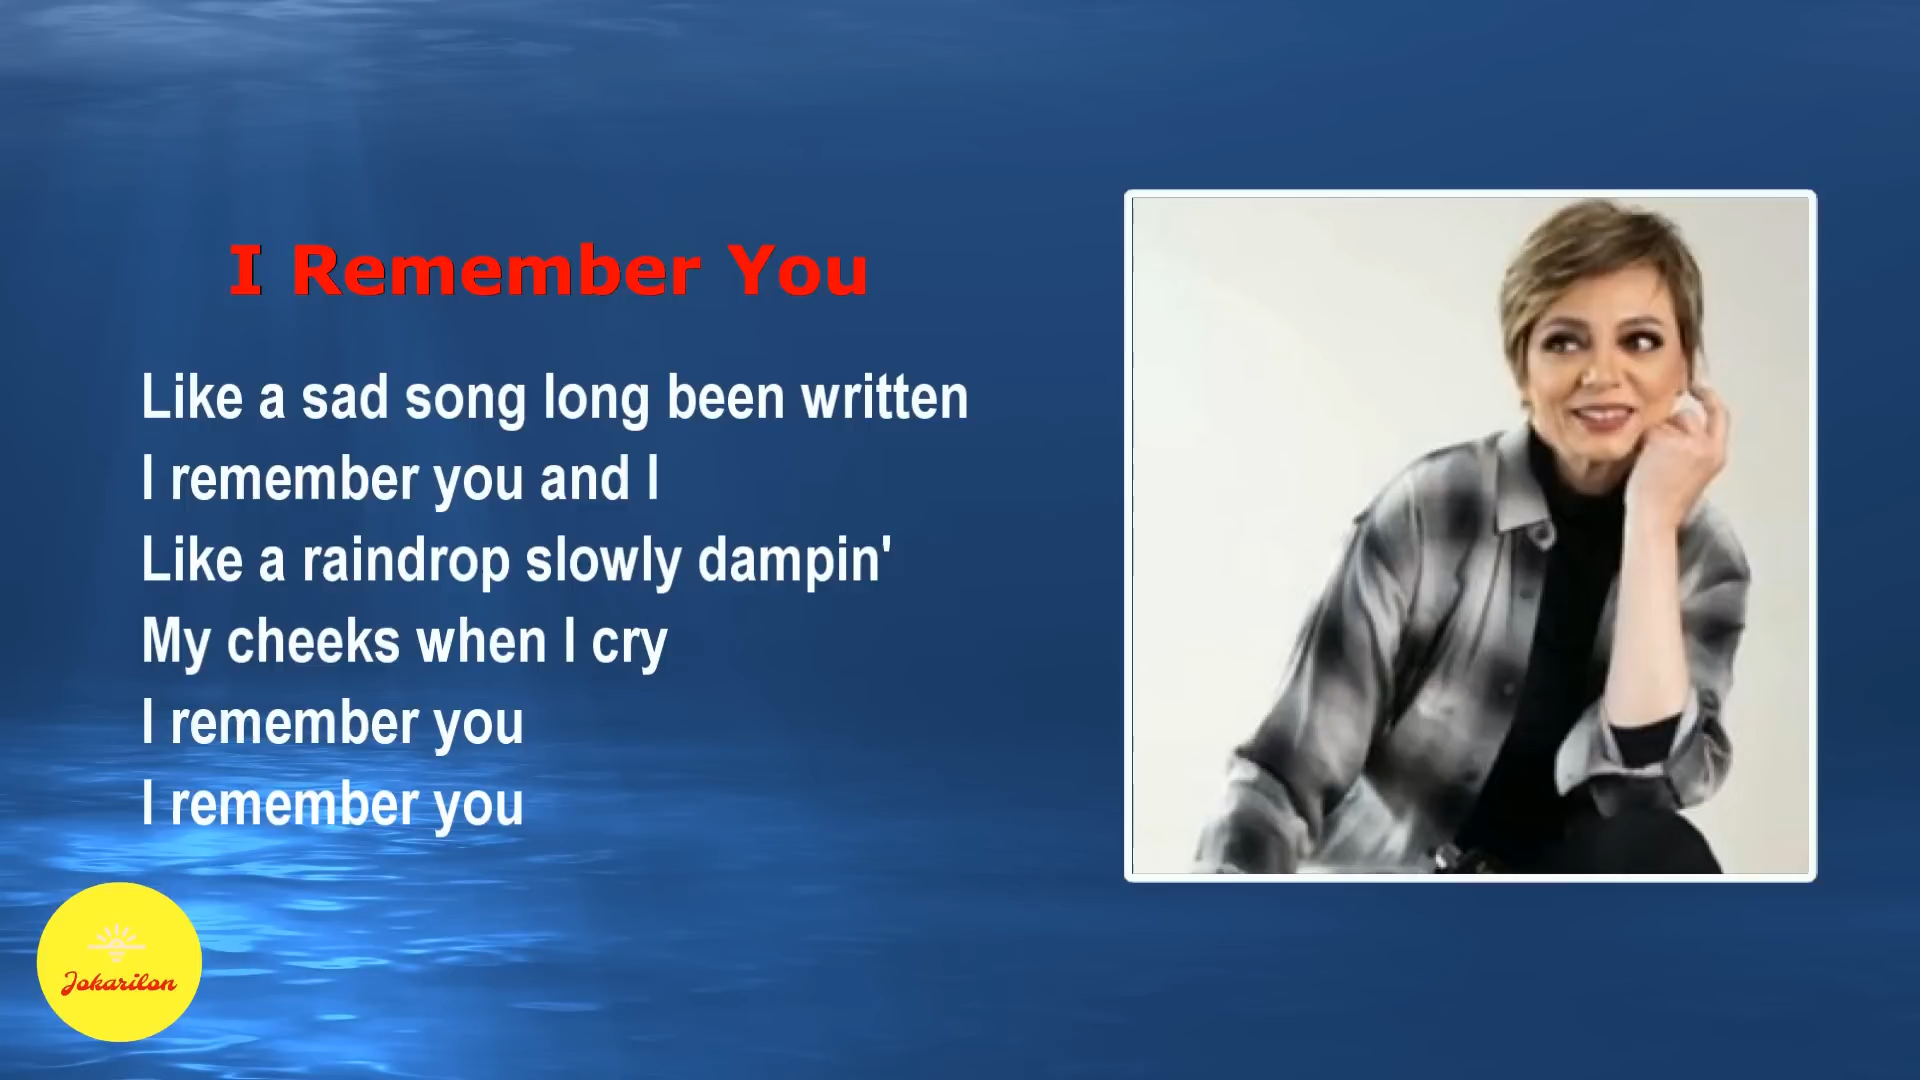 I Remember You
Like a sad song long been written
I remember you and I
Like a raindrop slowly dampin'
My cheeks when I cry
I remember you
I remember you
Jokarilon